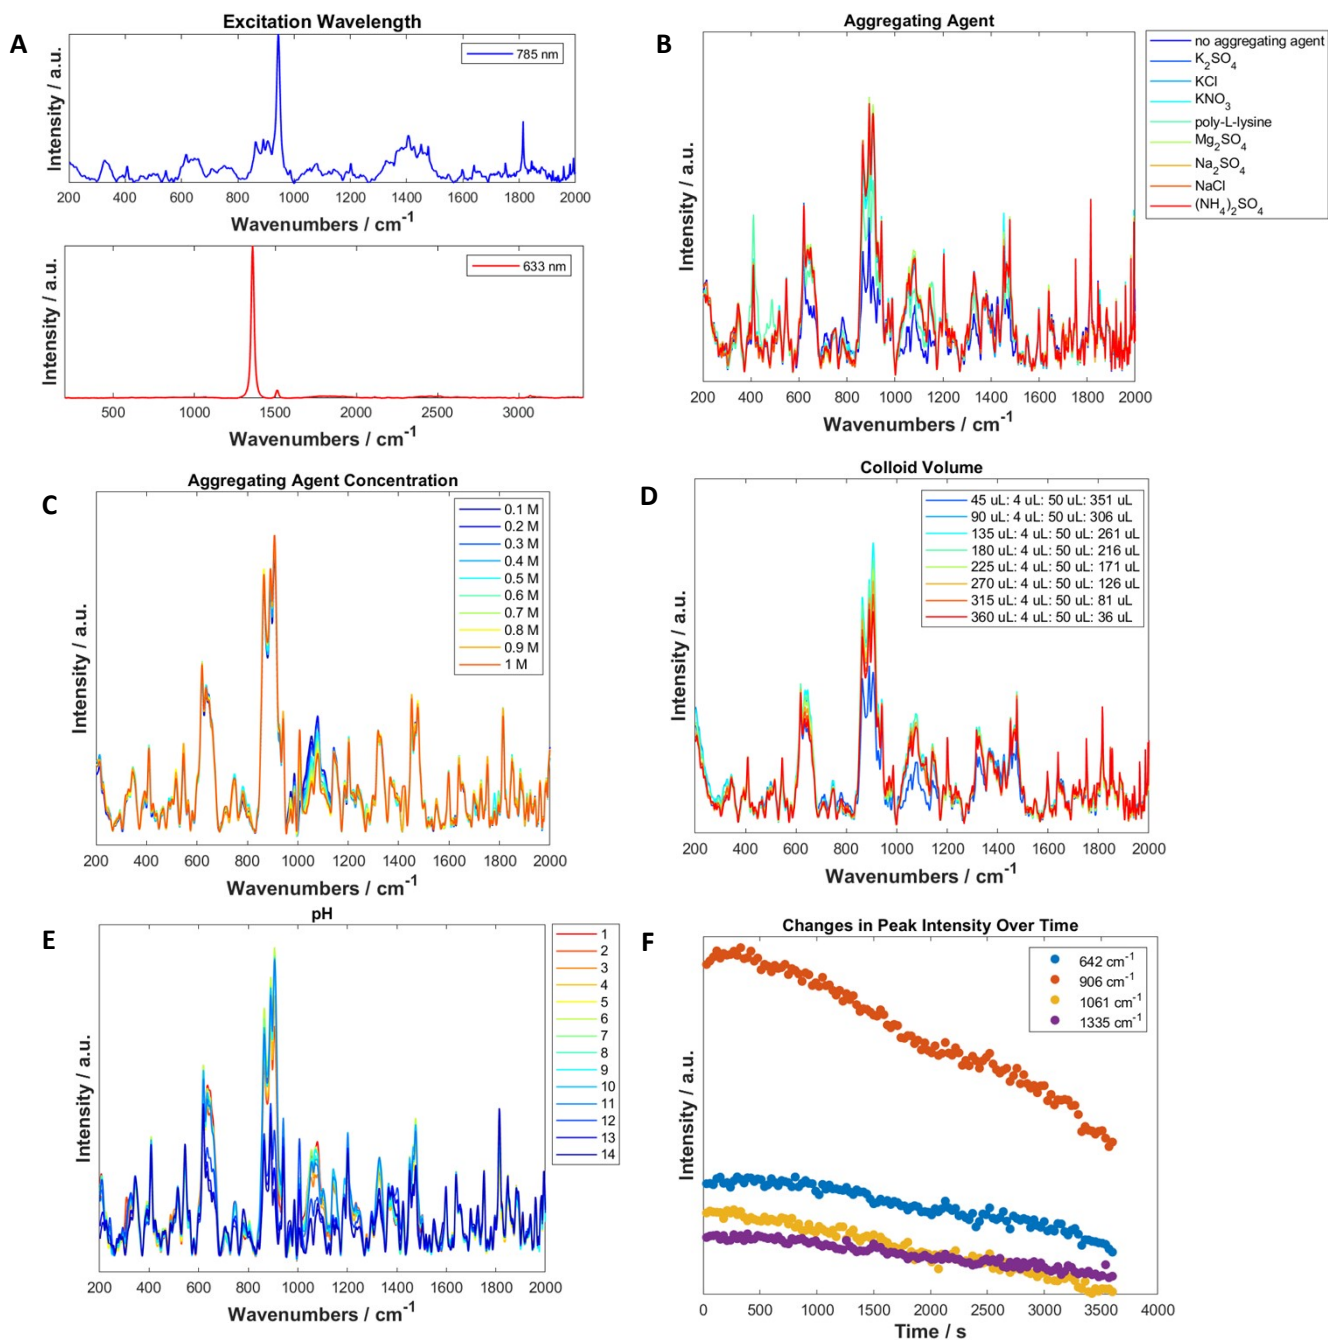 A
Excitation Wavelength
785 nm
Intensity / a.u.
200 400 600 800 1000 1200 1400 1600 1800 2000
Wavenumbers / cm⁻¹
633 nm
Intensity / a.u.
500 1000 1500 2000 2500 3000
Wavenumbers / cm⁻¹
B
Aggregating Agent
Intensity / a.u.
200 400 600 800 1000 1200 1400 1600 1800 2000
Wavenumbers / cm⁻¹
no aggregating agent
K₂SO₄
KCl
KNO₃
poly-L-lysine
Mg₂SO₄
Na₂SO₄
NaCl
(NH₄)₂SO₄
C
Aggregating Agent Concentration
0.1 M
0.2 M
0.3 M
0.4 M
0.5 M
0.6 M
0.7 M
0.8 M
0.9 M
1 M
Intensity / a.u.
200 400 600 800 1000 1200 1400 1600 1800 2000
Wavenumbers / cm⁻¹
D
Colloid Volume
45 uL: 4 uL: 50 uL: 351 uL
90 uL: 4 uL: 50 uL: 306 uL
135 uL: 4 uL: 50 uL: 261 uL
180 uL: 4 uL: 50 uL: 216 uL
225 uL: 4 uL: 50 uL: 171 uL
270 uL: 4 uL: 50 uL: 126 uL
315 uL: 4 uL: 50 uL: 81 uL
360 uL: 4 uL: 50 uL: 36 uL
Intensity / a.u.
200 400 600 800 1000 1200 1400 1600 1800 2000
Wavenumbers / cm⁻¹
E
pH
1
2
3
4
5
6
7
8
9
10
11
12
13
14
Intensity / a.u.
200 400 600 800 1000 1200 1400 1600 1800 2000
Wavenumbers / cm⁻¹
F
Changes in Peak Intensity Over Time
642 cm⁻¹
906 cm⁻¹
1061 cm⁻¹
1335 cm⁻¹
Intensity / a.u.
0 500 1000 1500 2000 2500 3000 3500 4000
Time / s